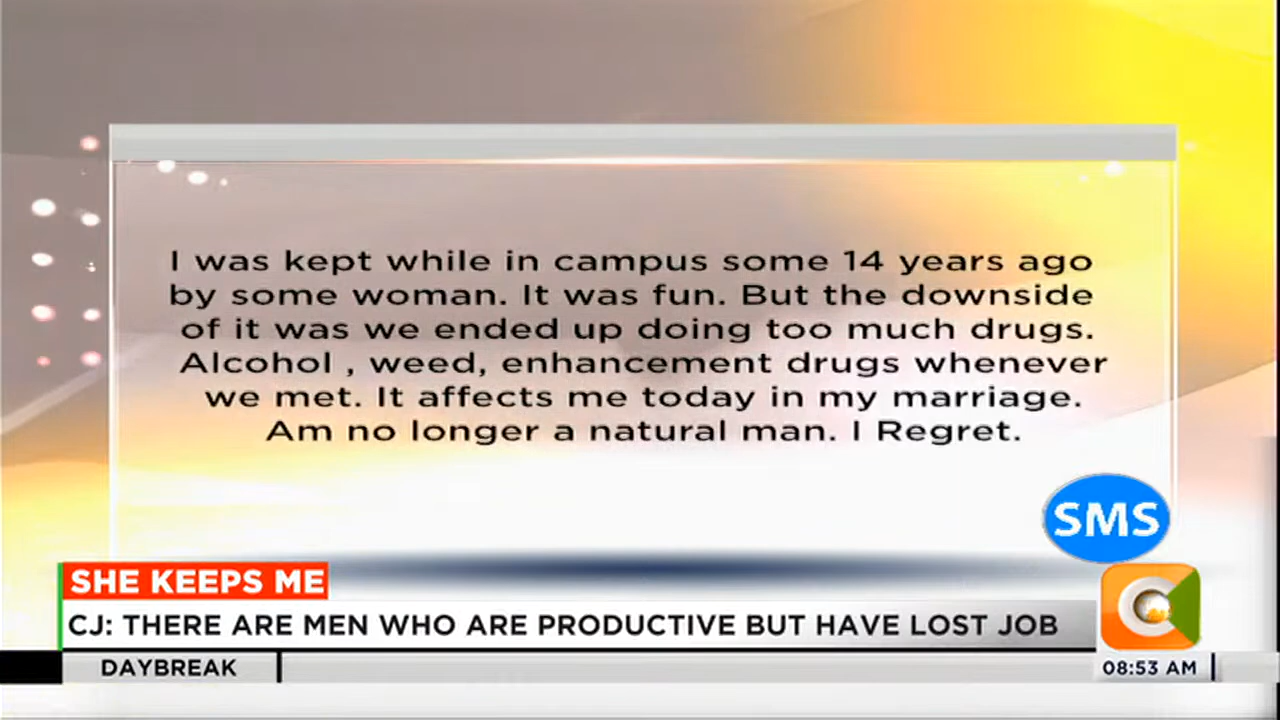 I was kept while in campus some 14 years ago
by some woman. It was fun. But the downside
of it was we ended up doing too much drugs.
Alcohol , weed, enhancement drugs whenever
we met. It affects me today in my marriage.
Am no longer a natural man. I Regret.
SMS
SHE KEEPS ME
CJ: THERE ARE MEN WHO ARE PRODUCTIVE BUT HAVE LOST JOB
DAYBREAK
08:53 AM